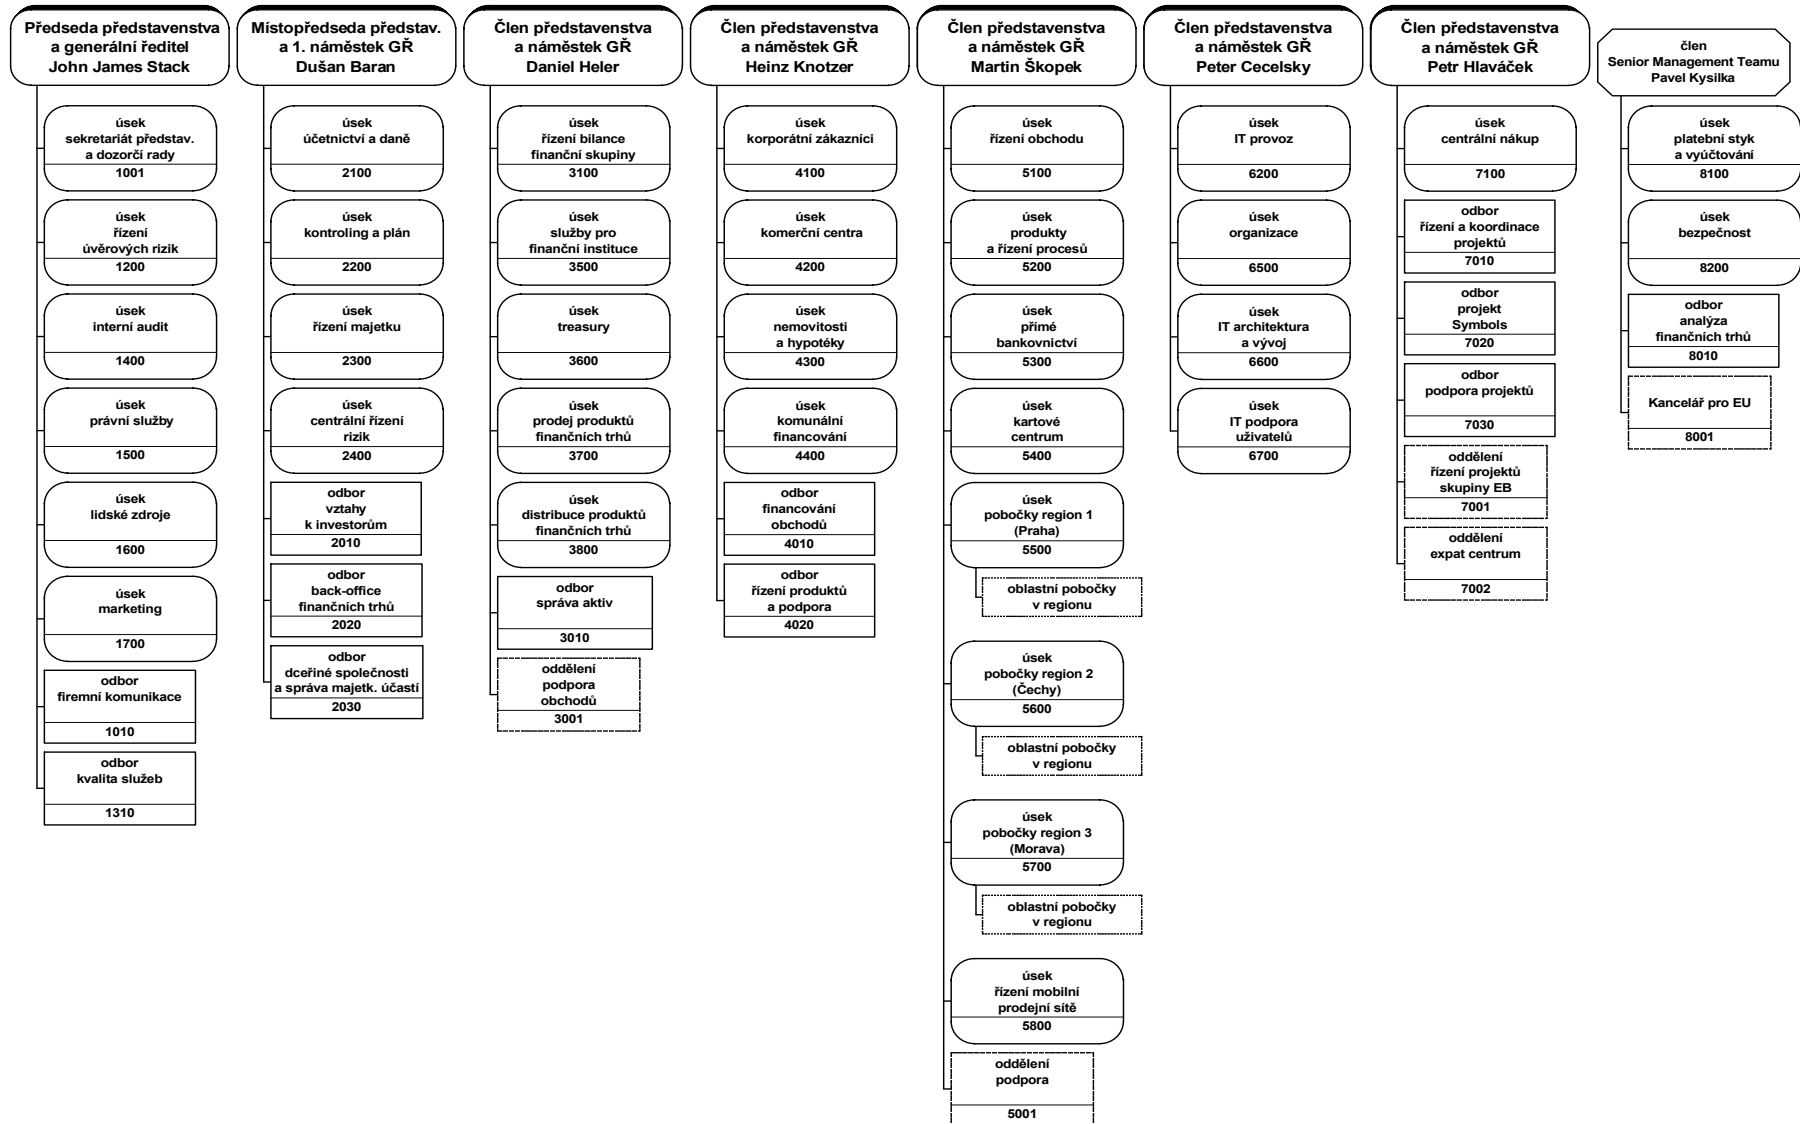 Předseda představenstva
a generální ředitel
John James Stack
úsek
sekretariát představ.
a dozorčí rady
1001
úsek
řízení
úvěrových rizik
1200
úsek
interní audit
1400
úsek
právní služby
1500
úsek
lidské zdroje
1600
úsek
marketing
1700
odbor
firemní komunikace
1010
odbor
kvalita služeb
1310
Místopředseda představ.
a 1. náměstek GŘ
Dušan Baran
úsek
účetnictví a daně
2100
úsek
kontroling a plán
2200
úsek
řízení majetku
2300
úsek
centrální řízení
rizik
2400
odbor
vztahy
k investorům
2010
odbor
back-office
finančních trhů
2020
odbor
dceřiné společnosti
a správa majetk. účastí
2030
Člen představenstva
a náměstek GŘ
Daniel Heler
úsek
řízení bilance
finanční skupiny
3100
úsek
služby pro
finanční instituce
3500
úsek
treasury
3600
úsek
prodej produktů
finančních trhů
3700
úsek
distribuce produktů
finančních trhů
3800
odbor
správa aktiv
3010
oddělení
podpora
obchodů
3001
Člen představenstva
a náměstek GŘ
Heinz Knotzer
úsek
korporátní zákazníci
4100
úsek
komerční centra
4200
úsek
nemovitosti
a hypotéky
4300
úsek
komunální
financování
4400
odbor
financování
obchodů
4010
odbor
řízení produktů
a podpora
4020
Člen představenstva
a náměstek GŘ
Martin Škopek
úsek
řízení obchodu
5100
úsek
produkty
a řízení procesů
5200
úsek
přímé
bankovnictví
5300
úsek
kartové
centrum
5400
úsek
pobočky region 1
(Praha)
5500
oblastní pobočky
v regionu
úsek
pobočky region 2
(Čechy)
5600
oblastní pobočky
v regionu
úsek
pobočky region 3
(Morava)
5700
oblastní pobočky
v regionu
úsek
řízení mobilní
prodejní sítě
5800
oddělení
podpora
5001
Člen představenstva
a náměstek GŘ
Peter Cecelsky
úsek
IT provoz
6200
úsek
organizace
6500
úsek
IT architektura
a vývoj
6600
úsek
IT podpora
uživatelů
6700
Člen představenstva
a náměstek GŘ
Petr Hlaváček
úsek
centrální nákup
7100
odbor
řízení a koordinace
projektů
7010
odbor
projekt
Symbols
7020
odbor
podpora projektů
7030
oddělení
řízení projektů
skupiny EB
7001
oddělení
expat centrum
7002
člen
Senior Management Teamu
Pavel Kysilka
úsek
platební styk
a vyúčtování
8100
úsek
bezpečnost
8200
odbor
analýza
finančních trhů
8010
Kancelář pro EU
8001